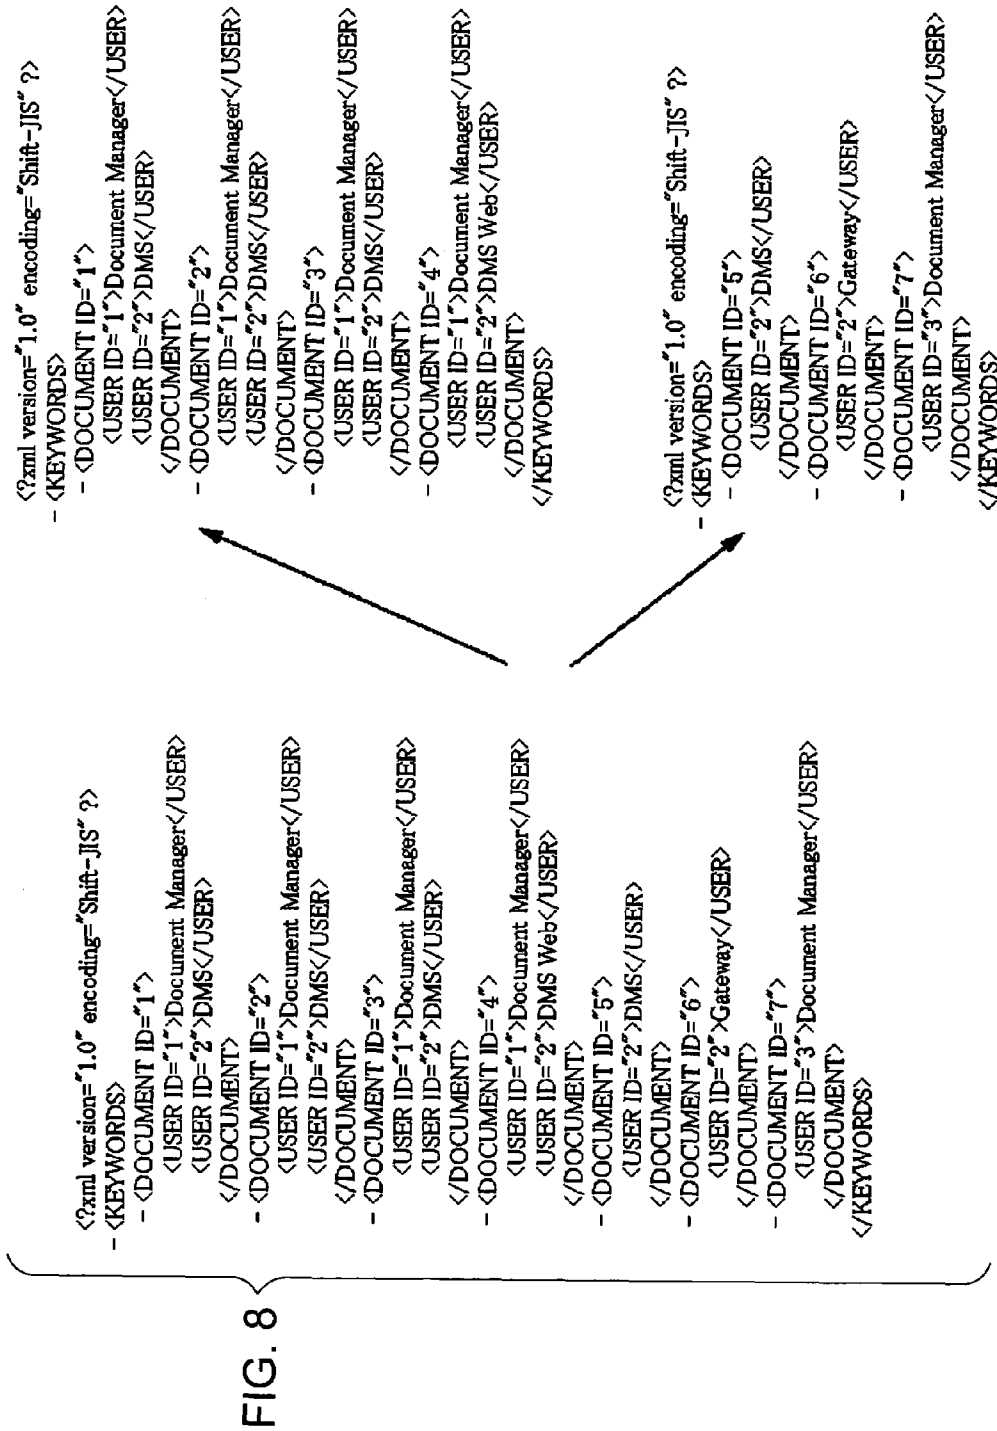 FIG. 8
<?xml version="1.0" encoding="Shift-JIS" ?>
- <KEYWORDS>
- <DOCUMENT ID="1">
<USER ID="1">Document Manager</USER>
<USER ID="2">DMS</USER>
</DOCUMENT>
- <DOCUMENT ID="2">
<USER ID="1">Document Manager</USER>
<USER ID="2">DMS</USER>
</DOCUMENT>
- <DOCUMENT ID="3">
<USER ID="1">Document Manager</USER>
<USER ID="2">DMS</USER>
</DOCUMENT>
- <DOCUMENT ID="4">
<USER ID="1">Document Manager</USER>
<USER ID="2">DMS Web</USER>
</DOCUMENT>
- <DOCUMENT ID="5">
<USER ID="2">DMS</USER>
</DOCUMENT>
- <DOCUMENT ID="6">
<USER ID="2">Gateway</USER>
</DOCUMENT>
- <DOCUMENT ID="7">
<USER ID="3">Document Manager</USER>
</DOCUMENT>
</KEYWORDS>
<?xml version="1.0" encoding="Shift-JIS" ?>
- <KEYWORDS>
- <DOCUMENT ID="1">
<USER ID="1">Document Manager</USER>
<USER ID="2">DMS</USER>
</DOCUMENT>
- <DOCUMENT ID="2">
<USER ID="1">Document Manager</USER>
<USER ID="2">DMS</USER>
</DOCUMENT>
- <DOCUMENT ID="3">
<USER ID="1">Document Manager</USER>
<USER ID="2">DMS</USER>
</DOCUMENT>
- <DOCUMENT ID="4">
<USER ID="1">Document Manager</USER>
<USER ID="2">DMS Web</USER>
</DOCUMENT>
</KEYWORDS>
<?xml version="1.0" encoding="Shift-JIS" ?>
- <KEYWORDS>
- <DOCUMENT ID="5">
<USER ID="2">DMS</USER>
</DOCUMENT>
- <DOCUMENT ID="6">
<USER ID="2">Gateway</USER>
</DOCUMENT>
- <DOCUMENT ID="7">
<USER ID="3">Document Manager</USER>
</DOCUMENT>
</KEYWORDS>